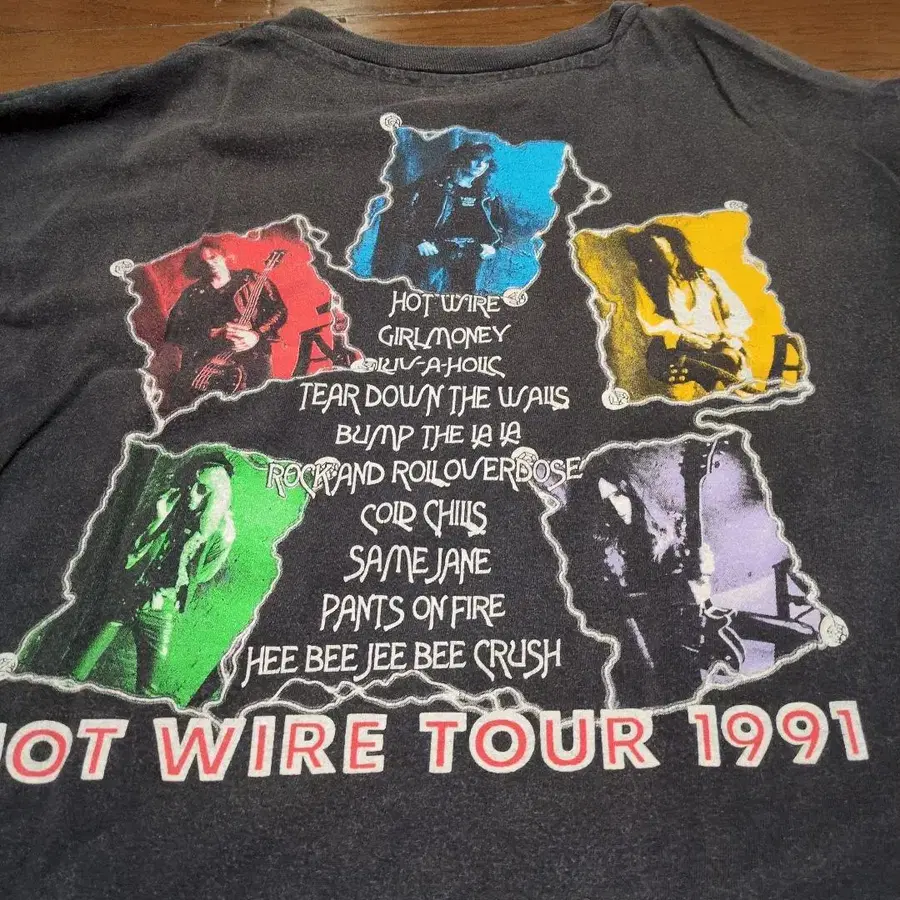 HOT WIRE
GIRLMONEY
LUV-A-HOLIC
TEAR DOWN THE WALLS
BUMP THE LA LA
ROCK AND ROLL OVERDOSE
COLD CHILLS
SAME JANE
PANTS ON FIRE
HEE BEE JEE BEE CRUSH
HOT WIRE TOUR 1991